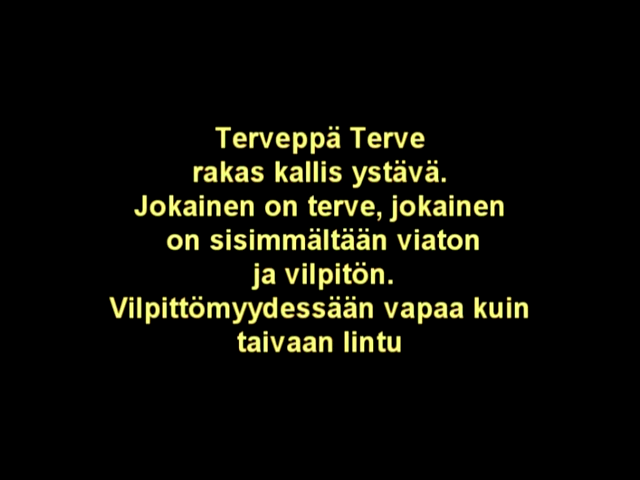 Terveppä Terve
rakas kallis ystävä.
Jokainen on terve, jokainen
on sisimmältään viaton
ja vilpitön.
Vilpittömyydessään vapaa kuin
taivaan lintu